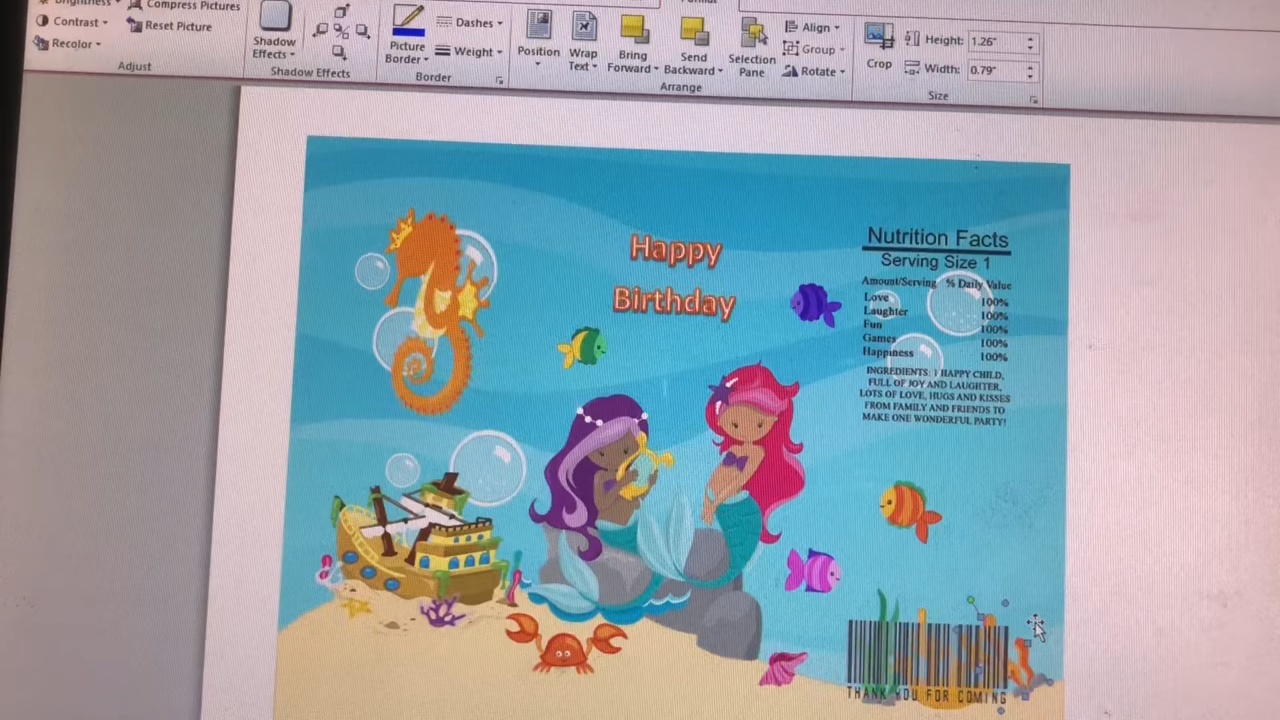 Brightness
Compress Pictures
Contrast
Reset Picture
Recolor
Adjust
Shadow
Effects
Shadow Effects
Picture
Border
Dashes
Weight
Border
Position
Wrap
Text
Bring
Forward
Send
Backward
Selection
Pane
Align
Group
Rotate
Arrange
Crop
Height: 1.26"
Width: 0.79"
Size
Happy
Birthday
Nutrition Facts
Serving Size 1
Amount/Serving % Daily Value
Love 100%
Laughter 100%
Fun 100%
Games 100%
Happiness 100%
INGREDIENTS: 1 HAPPY CHILD,
FULL OF JOY AND LAUGHTER,
LOTS OF LOVE, HUGS AND KISSES
FROM FAMILY AND FRIENDS TO
MAKE ONE WONDERFUL PARTY!
THANK YOU FOR COMING